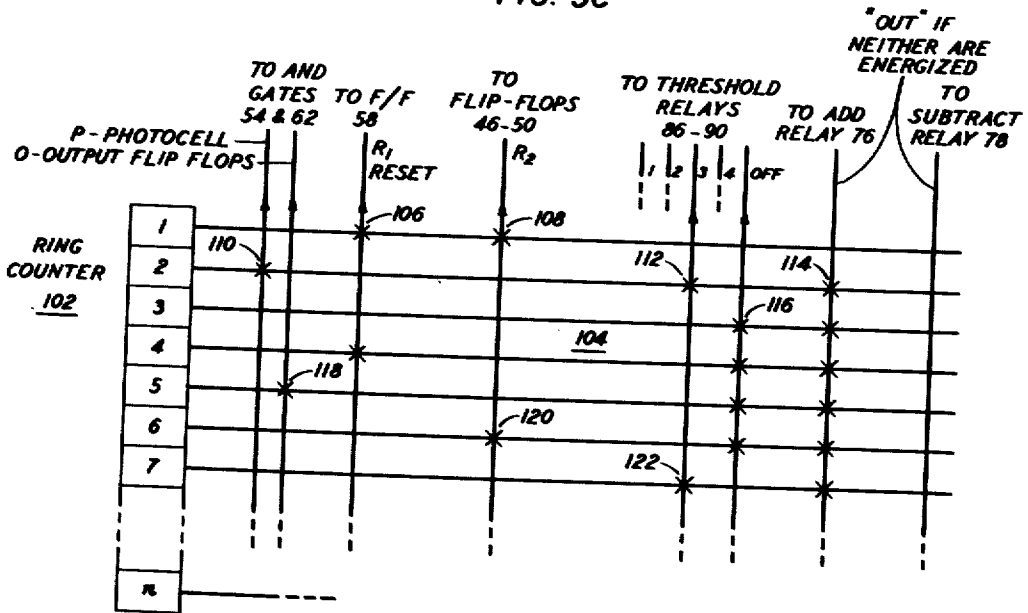 FIG. 5C
"OUT" IF
NEITHER ARE
ENERGIZED
TO AND
GATES
54 & 62
TO F/F
58
TO
FLIP-FLOPS
46-50
TO THRESHOLD
RELAYS
86-90
TO ADD
RELAY 76
TO
SUBTRACT
RELAY 78
P-PHOTOCELL
O-OUTPUT FLIP FLOPS
R1
RESET
R2
1 2 3 4 OFF
RING
COUNTER
102
1
2
3
4
5
6
7
n
106
108
110
112
114
116
104
118
120
122